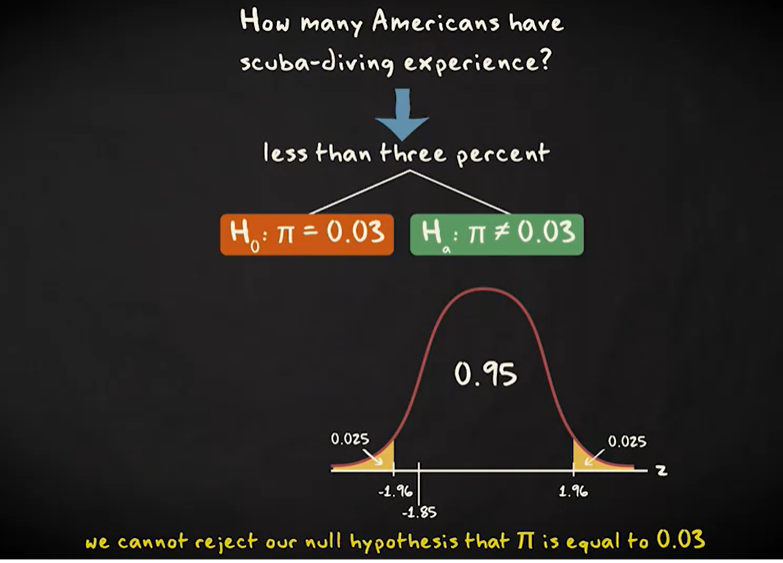 How many Americans have
scuba-diving experience?
less than three percent
H₀: π = 0.03
Hₐ: π ≠ 0.03
0.95
0.025
0.025
z
-1.96
1.96
-1.85
we cannot reject our null hypothesis that π is equal to 0.03